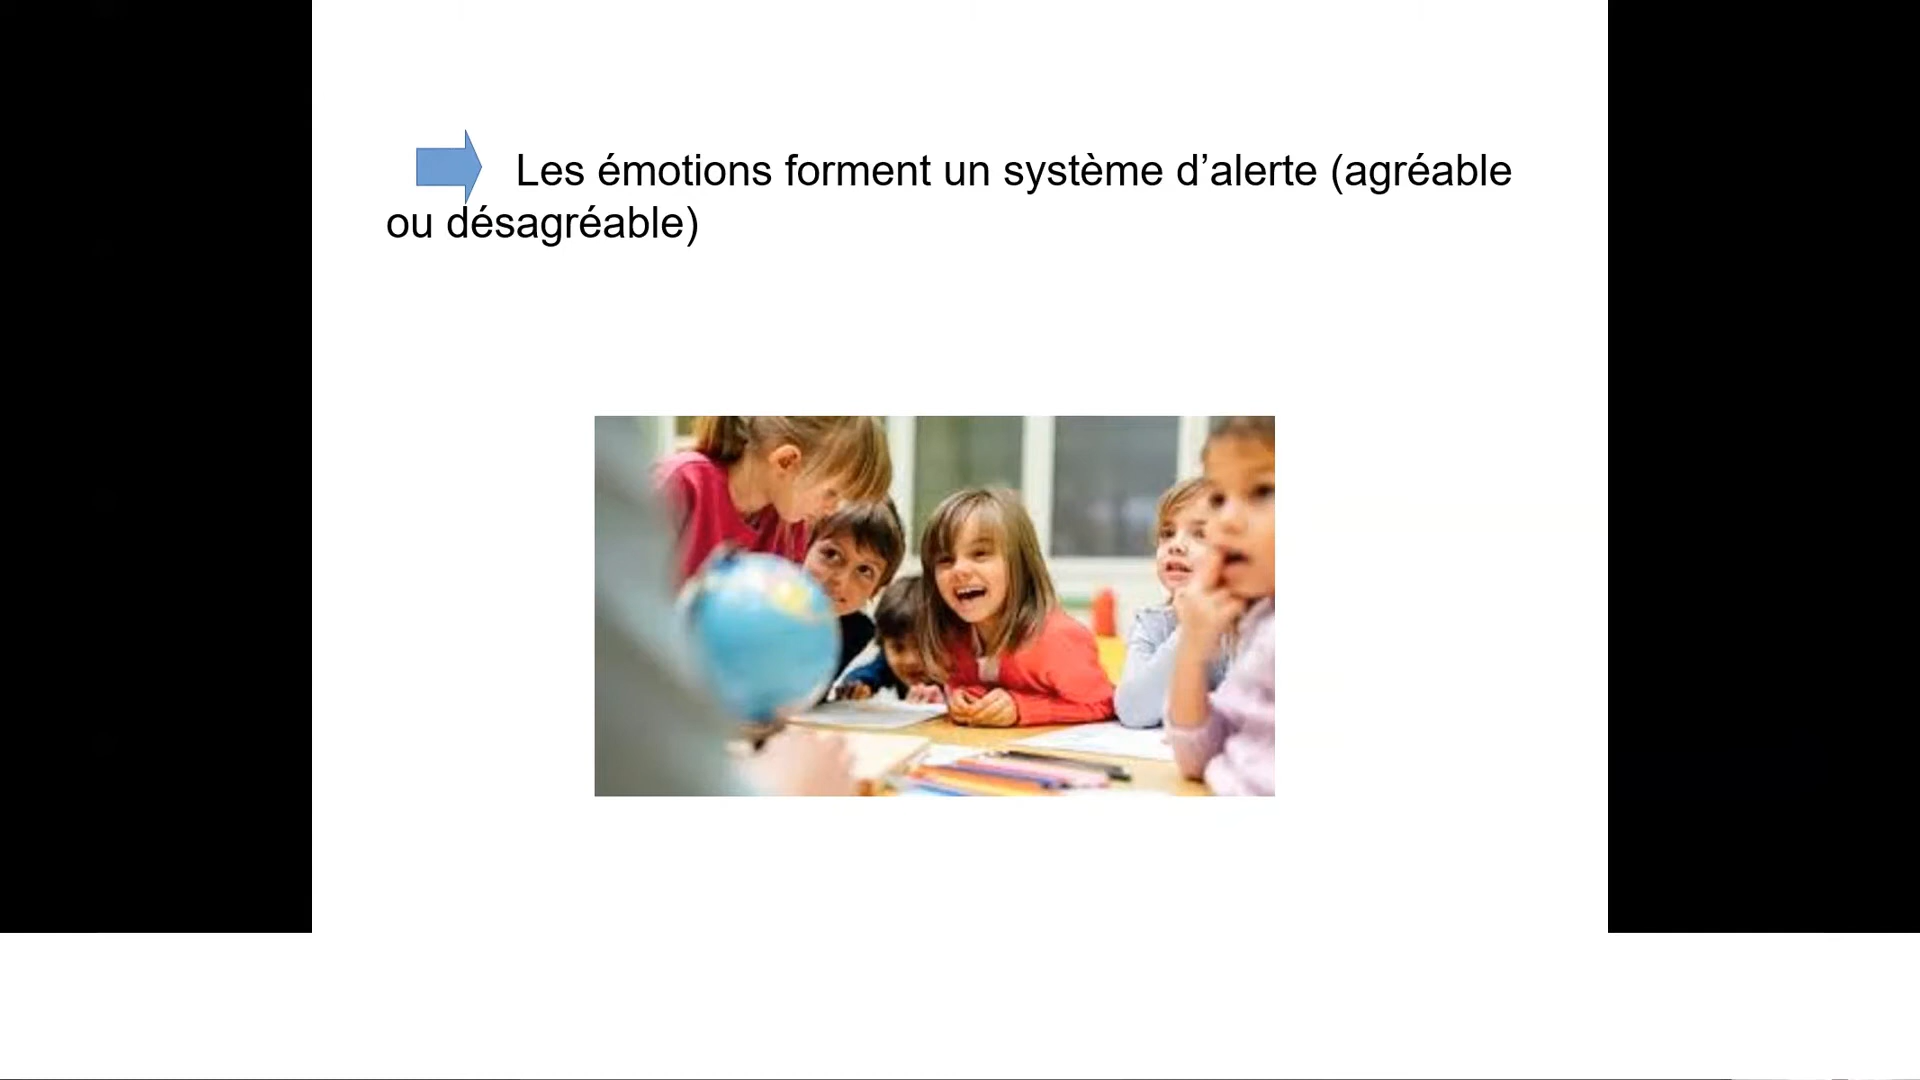 Les émotions forment un système d’alerte (agréable
ou désagréable)